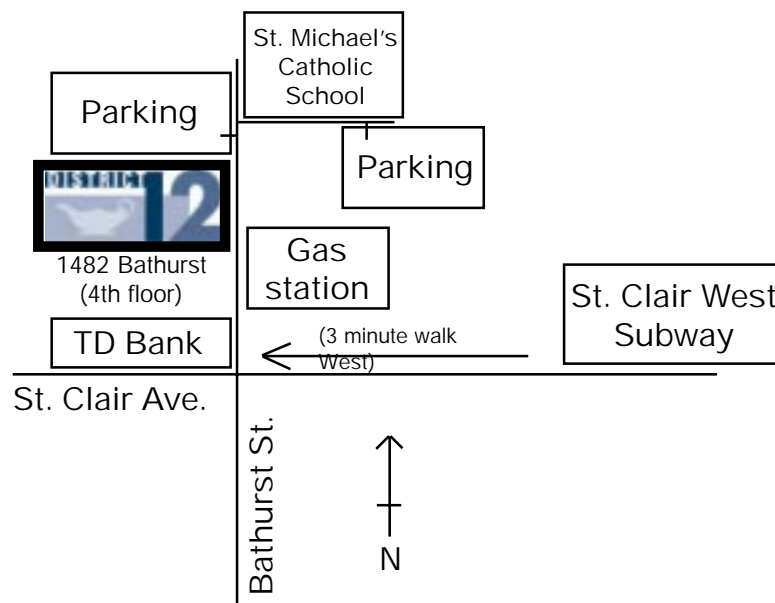 St. Michael's
Catholic
School
Parking
Parking
DISTRICT 12
1482 Bathurst
(4th floor)
Gas
station
St. Clair West
Subway
TD Bank
(3 minute walk
West)
St. Clair Ave.
Bathurst St.
N